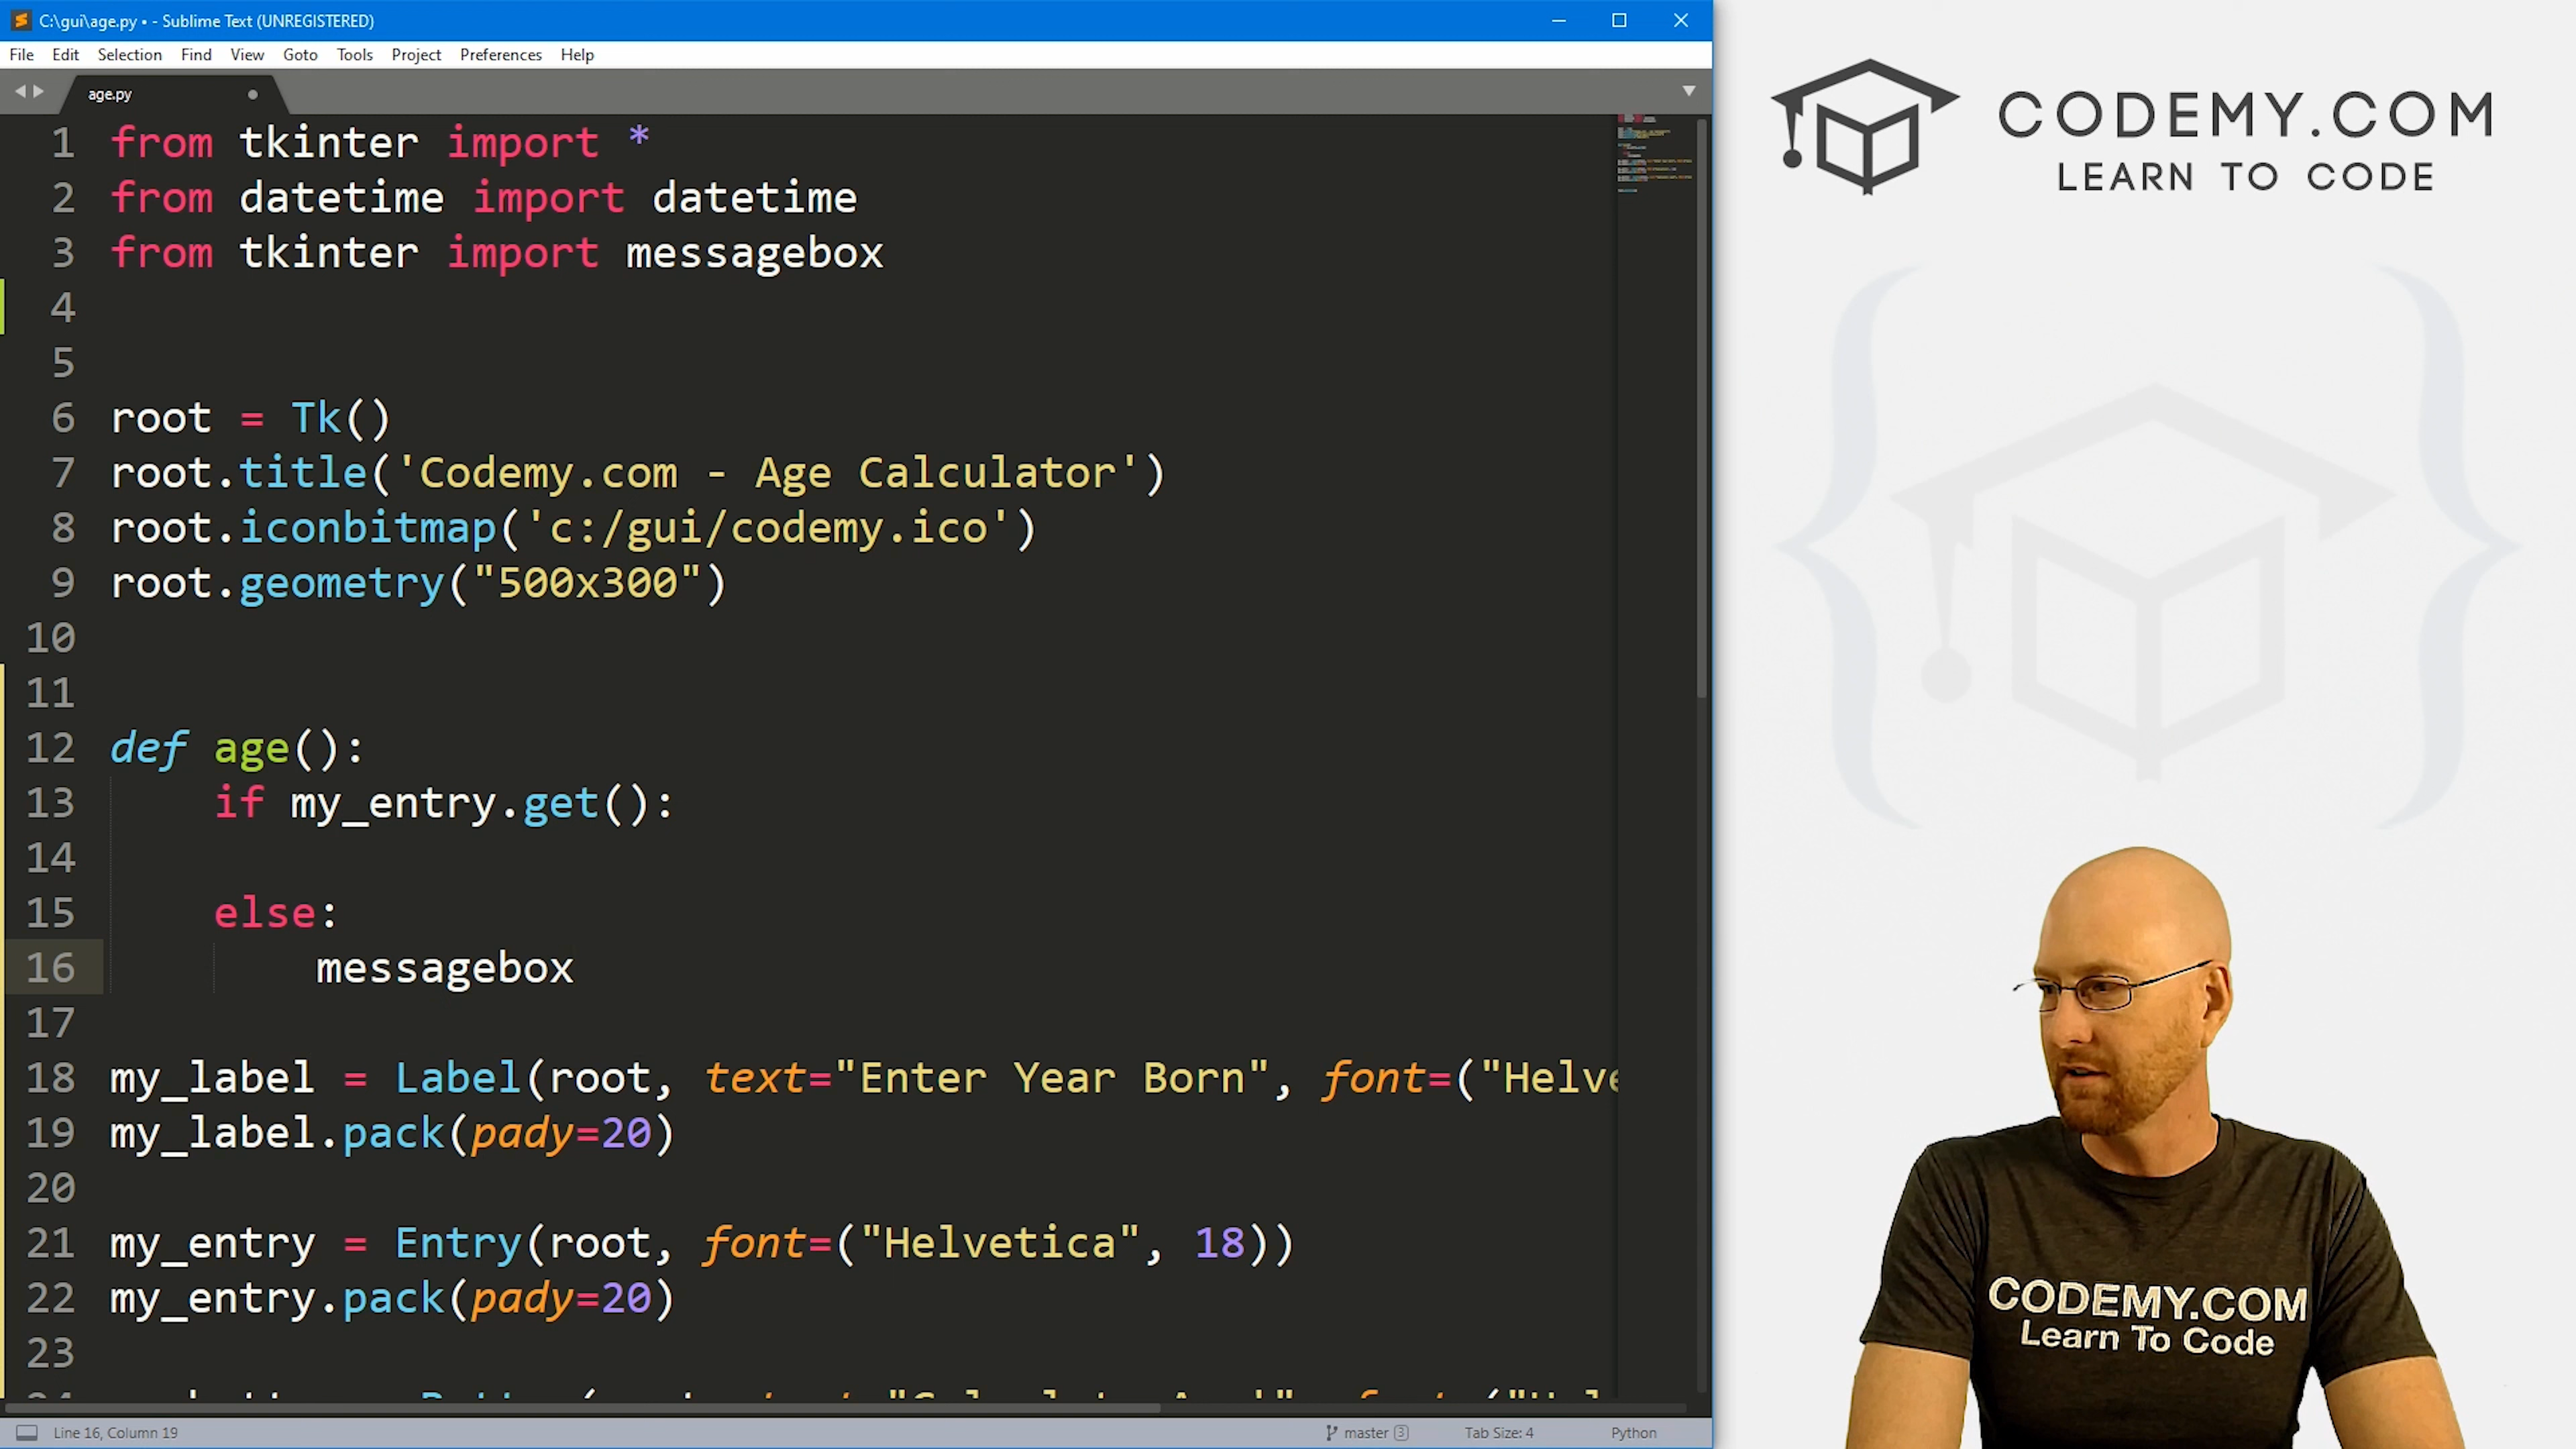 C:\gui\age.py • - Sublime Text (UNREGISTERED)
File Edit Selection Find View Goto Tools Project Preferences Help
age.py
1 from tkinter import *
2 from datetime import datetime
3 from tkinter import messagebox
4
5
6 root = Tk()
7 root.title('Codemy.com - Age Calculator')
8 root.iconbitmap('c:/gui/codemy.ico')
9 root.geometry("500x300")
10
11
12 def age():
13 if my_entry.get():
14
15 else:
16 messagebox
17
18 my_label = Label(root, text="Enter Year Born", font=("Helve
19 my_label.pack(pady=20)
20
21 my_entry = Entry(root, font=("Helvetica", 18))
22 my_entry.pack(pady=20)
23
Line 16, Column 19
master 3
Tab Size: 4
Python
CODEMY.COM
LEARN TO CODE
CODEMY.COM
Learn To Code